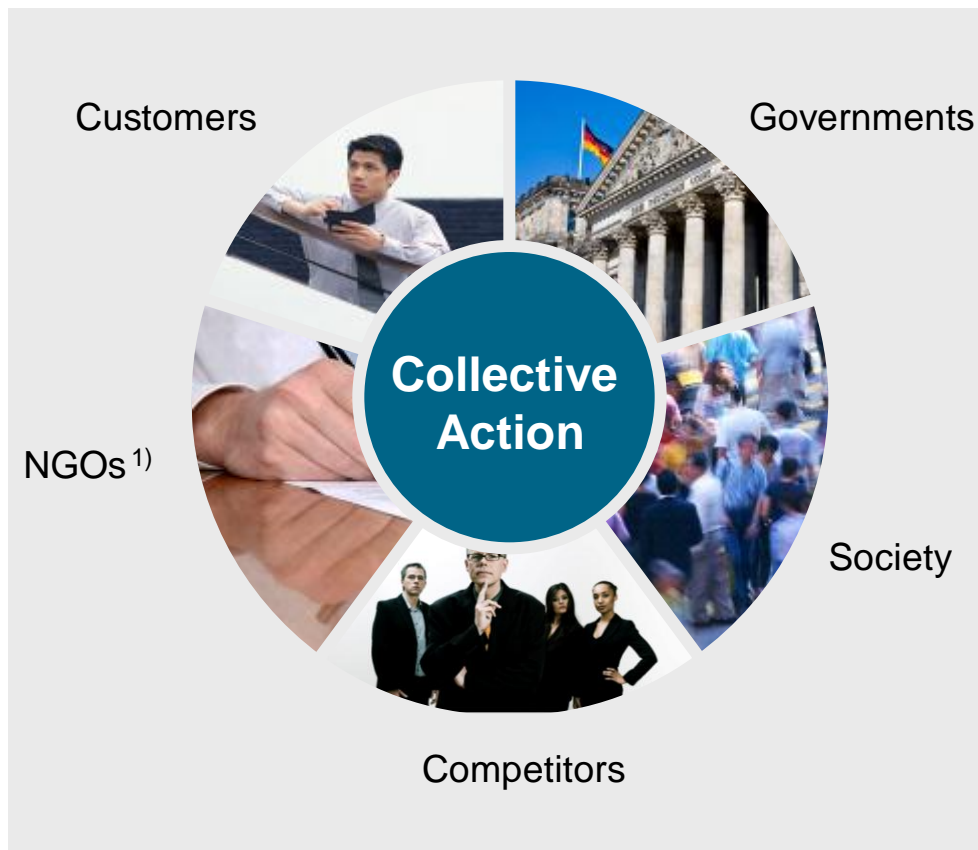 Customers
Governments
Collective
Action
NGOs 1)
Society
Competitors